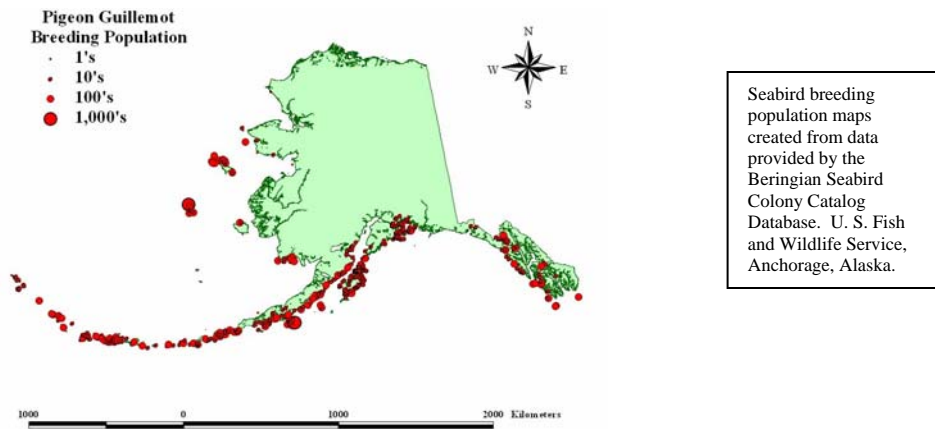 Pigeon Guillemot
Breeding Population
1's
10's
100's
1,000's
N
W E
S
1000 0 1000 2000 Kilometers
Seabird breeding
population maps
created from data
provided by the
Beringian Seabird
Colony Catalog
Database. U. S. Fish
and Wildlife Service,
Anchorage, Alaska.